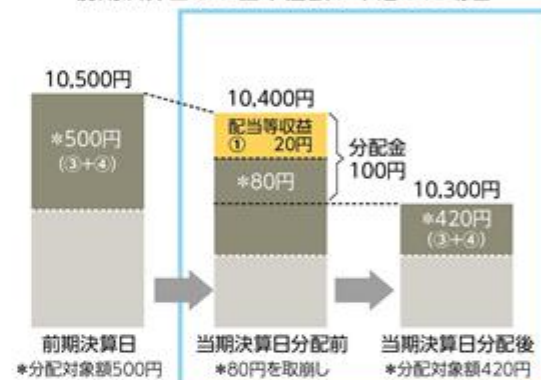 10,500円
*500円
(③+④)
10,400円
配当等収益
① 20円
*80円
分配金
100円
10,300円
*420円
(③+④)
前期決算日
*分配対象額500円
当期決算日分配前
*80円を取崩し
当期決算日分配後
*分配対象額420円